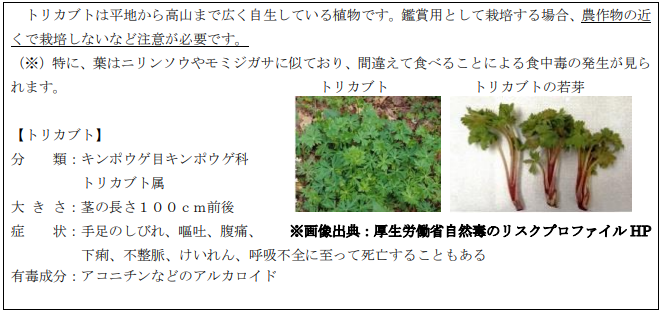 トリカブトは平地から高山まで広く自生している植物です。鑑賞用として栽培する場合、農作物の近
くで栽培しないなど注意が必要です。
（※）特に、葉はニリンソウやモミジガサに似ており、間違えて食べることによる食中毒の発生が見ら
れます。
トリカブト　トリカブトの若芽
【トリカブト】
分　　類：キンポウゲ目キンポウゲ科
トリカブト属
大 き さ：茎の長さ１００ｃｍ前後
症　　状：手足のしびれ、嘔吐、腹痛、
※画像出典：厚生労働省自然毒のリスクプロファイル HP
下痢、不整脈、けいれん、呼吸不全に至って死亡することもある
有毒成分：アコニチンなどのアルカロイド